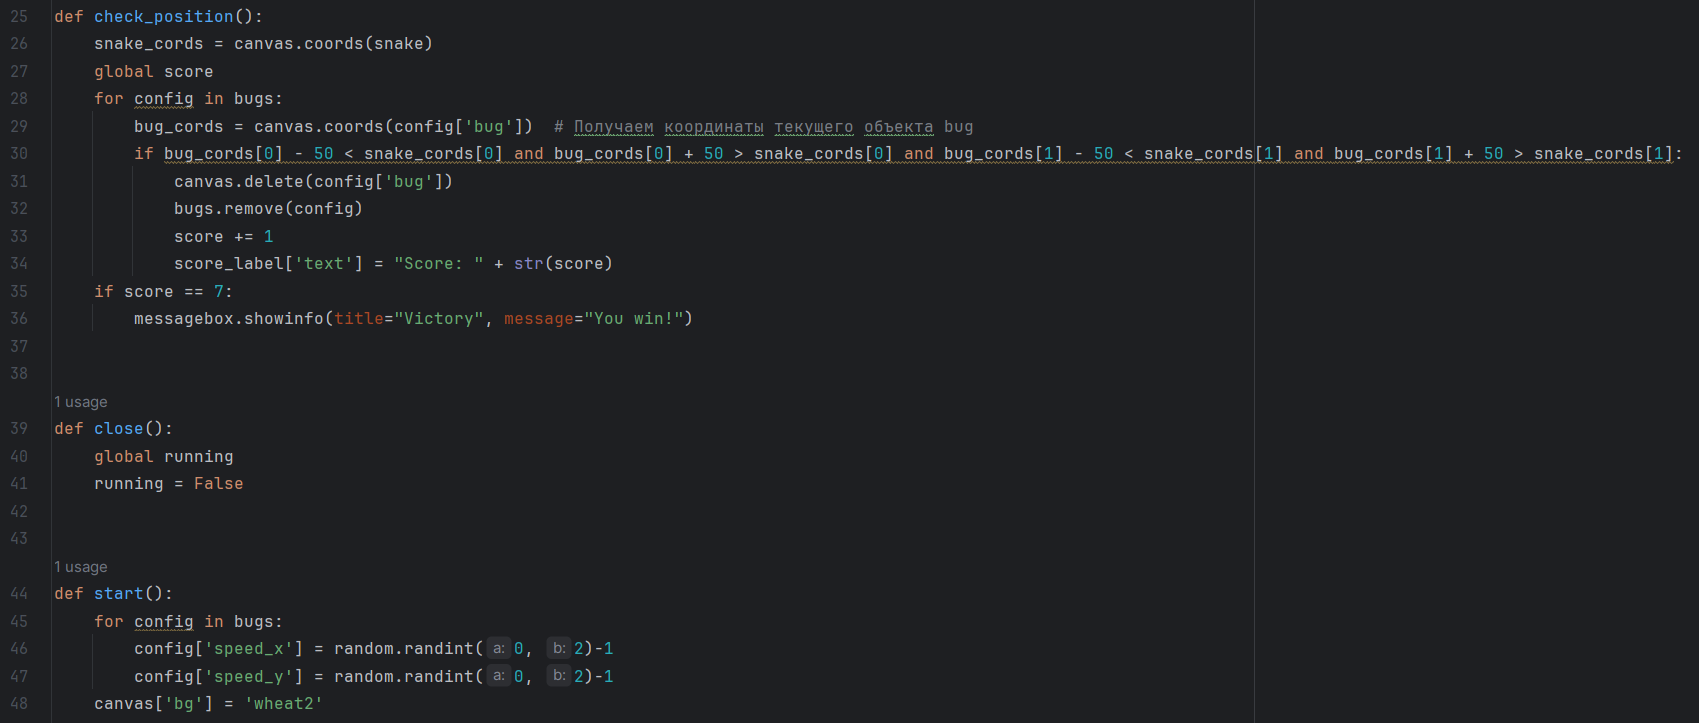 25 def check_position():
26     snake_cords = canvas.coords(snake)
27     global score
28     for config in bugs:
29         bug_cords = canvas.coords(config['bug'])  # Получаем координаты текущего объекта bug
30         if bug_cords[0] - 50 < snake_cords[0] and bug_cords[0] + 50 > snake_cords[0] and bug_cords[1] - 50 < snake_cords[1] and bug_cords[1] + 50 > snake_cords[1]:
31             canvas.delete(config['bug'])
32             bugs.remove(config)
33             score += 1
34             score_label['text'] = "Score: " + str(score)
35     if score == 7:
36         messagebox.showinfo(title="Victory", message="You win!")
37
38
1 usage
39 def close():
40     global running
41     running = False
42
43
1 usage
44 def start():
45     for config in bugs:
46         config['speed_x'] = random.randint( a: 0,  b: 2)-1
47         config['speed_y'] = random.randint( a: 0,  b: 2)-1
48     canvas['bg'] = 'wheat2'